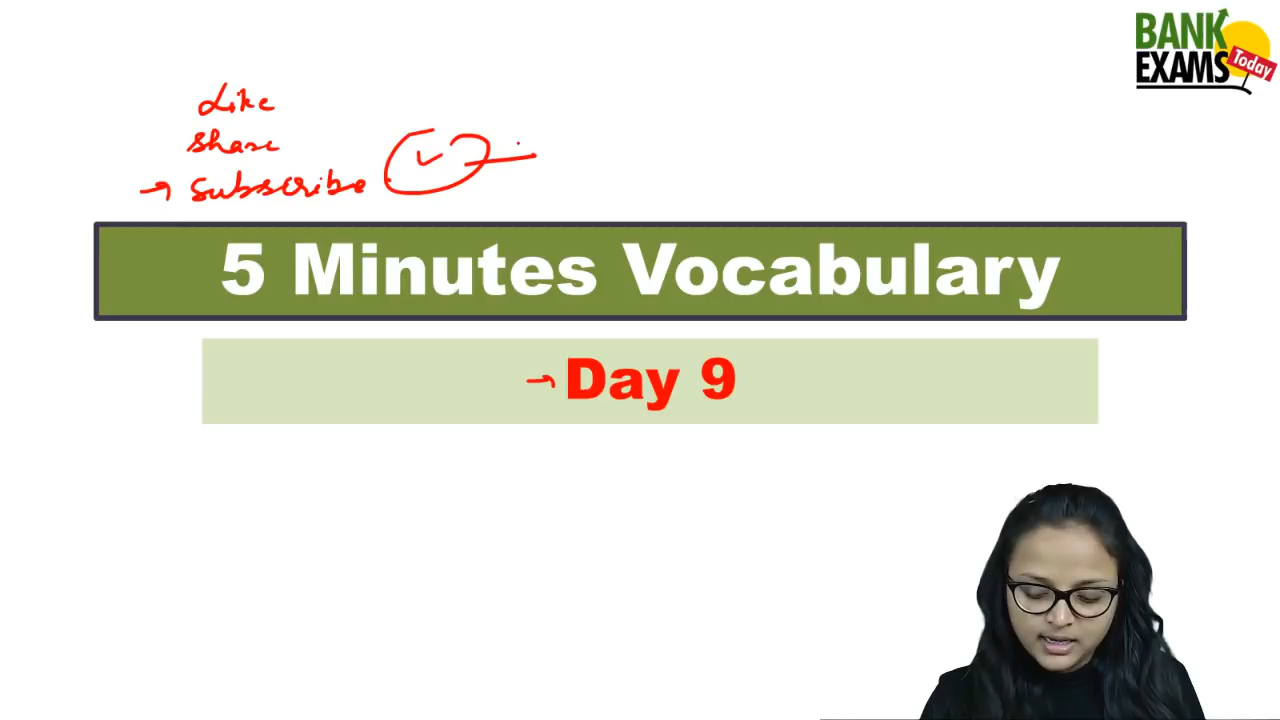 BANK
EXAMS
Today
Like
Share
→ Subscribe
5 Minutes Vocabulary
→ Day 9